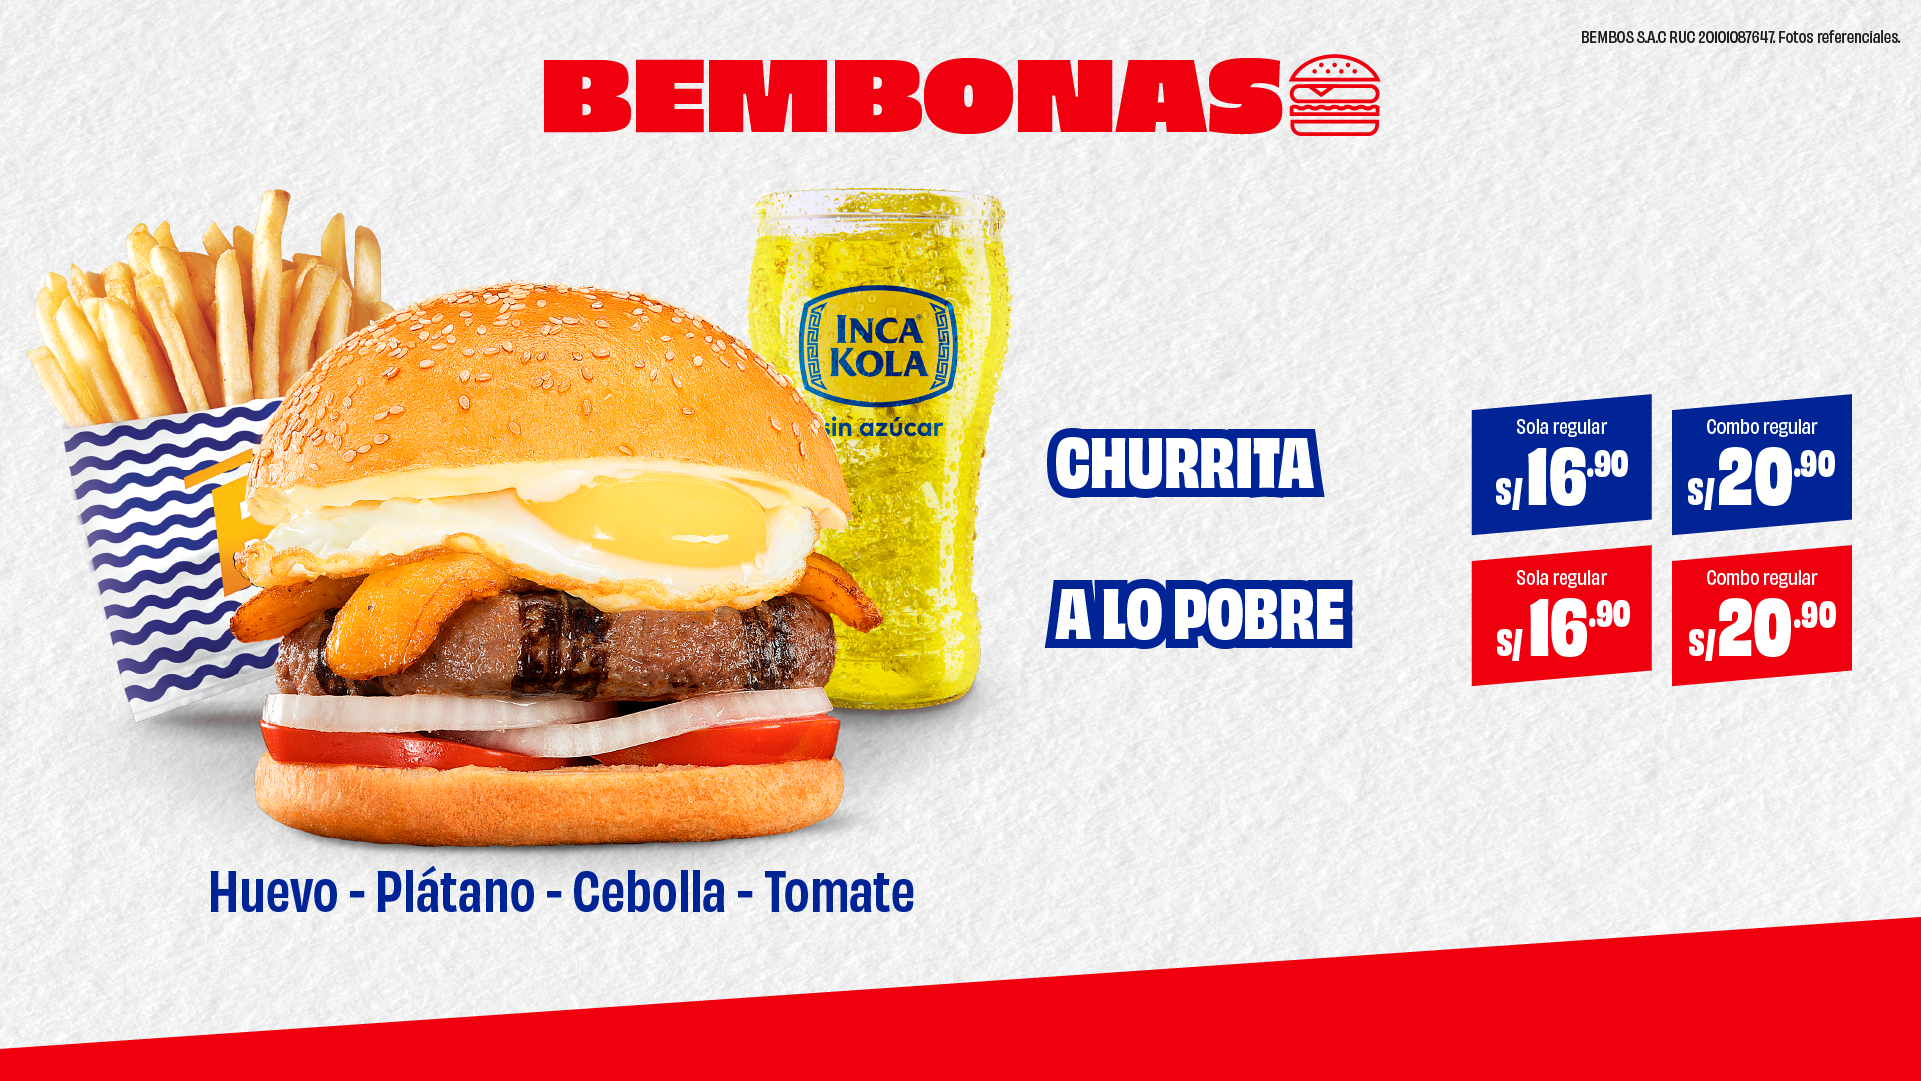 BEMBOS S.A.C RUC 20101087647. Fotos referenciales.
BEMBONAS
INCA
KOLA
sin azúcar
CHURRITA
Sola regular
S/16.90
Combo regular
S/20.90
A LO POBRE
Sola regular
S/16.90
Combo regular
S/20.90
Huevo - Plátano - Cebolla - Tomate